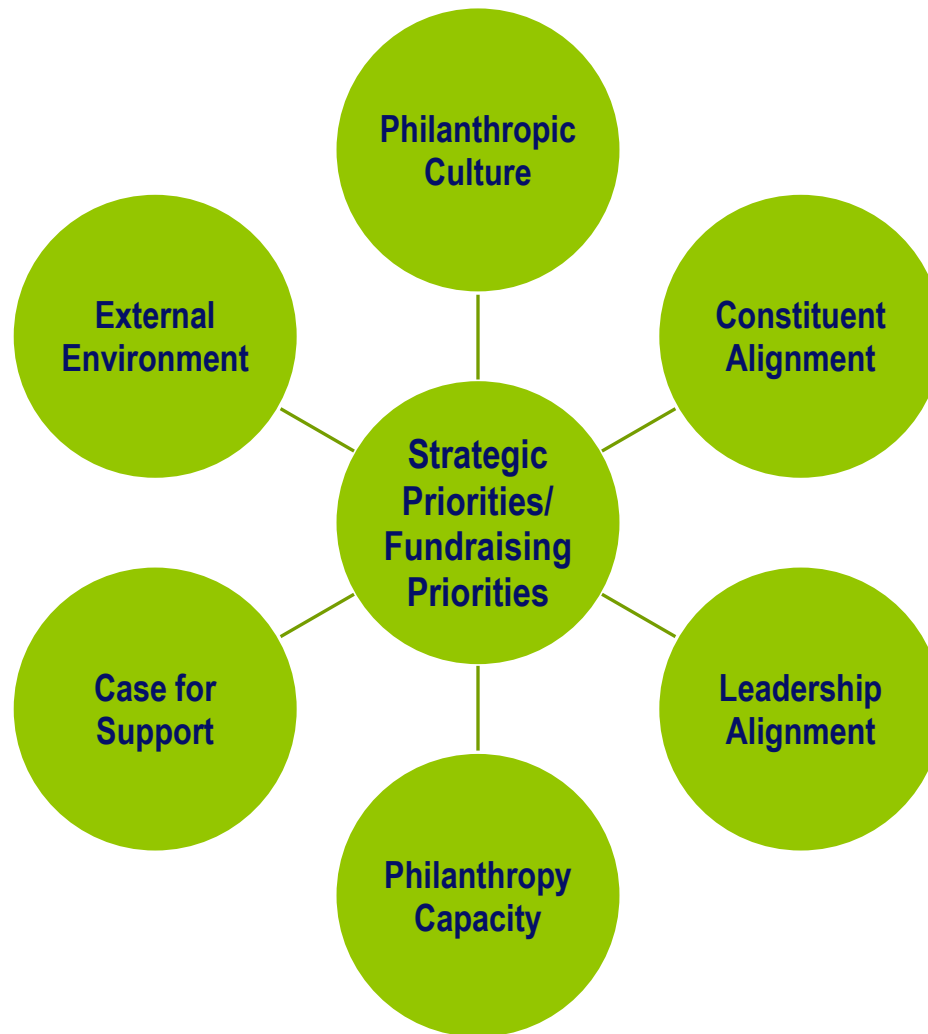 Philanthropic
Culture
External
Environment
Constituent
Alignment
Strategic
Priorities/
Fundraising
Priorities
Case for
Support
Leadership
Alignment
Philanthropy
Capacity